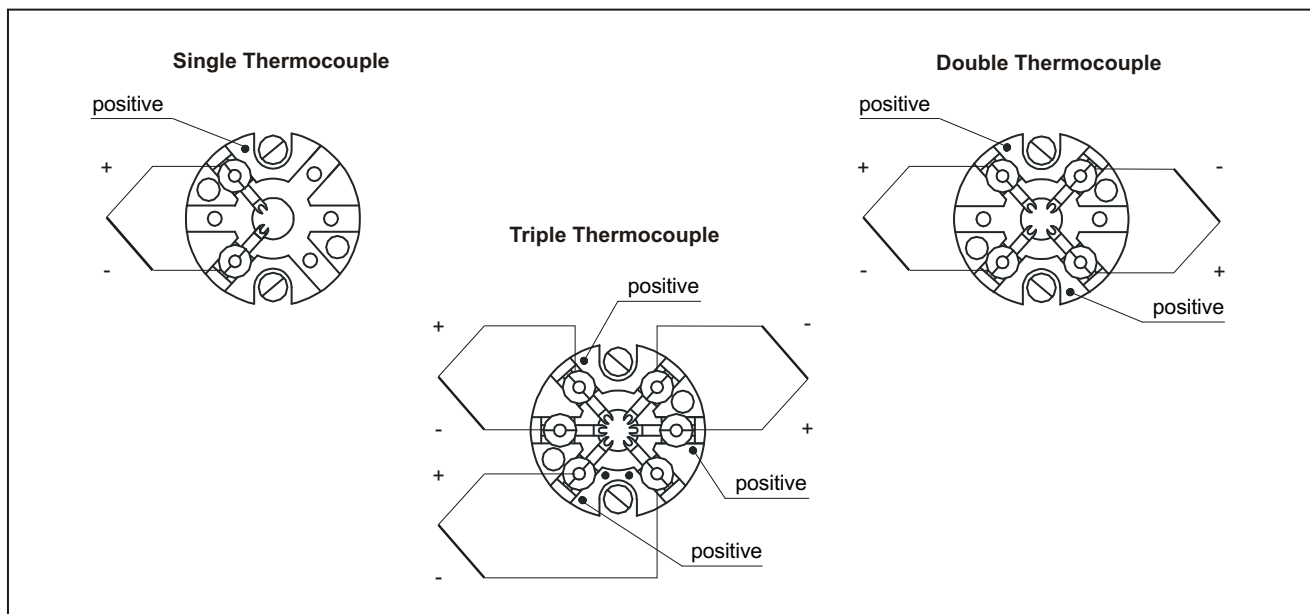 Single Thermocouple
positive
+
-
Double Thermocouple
positive
+
-
-
+
positive
Triple Thermocouple
positive
+
-
-
+
+
positive
positive
-